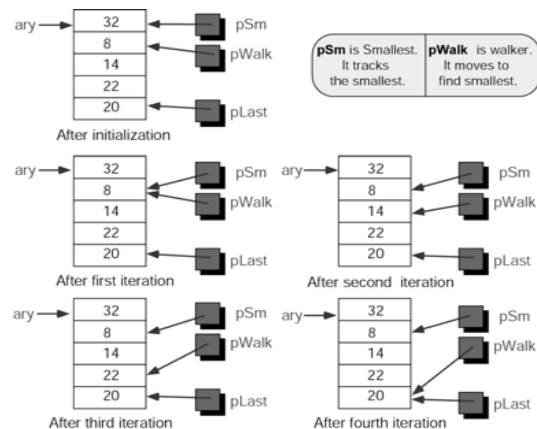 ary
32
8
14
22
20
pSm
pWalk
pLast
After initialization
pSm is Smallest.
It tracks
the smallest.
pWalk is walker.
It moves to
find smallest.
ary
32
8
14
22
20
pSm
pWalk
pLast
After first iteration
ary
32
8
14
22
20
pSm
pWalk
pLast
After second iteration
ary
32
8
14
22
20
pSm
pWalk
pLast
After third iteration
ary
32
8
14
22
20
pSm
pWalk
pLast
After fourth iteration